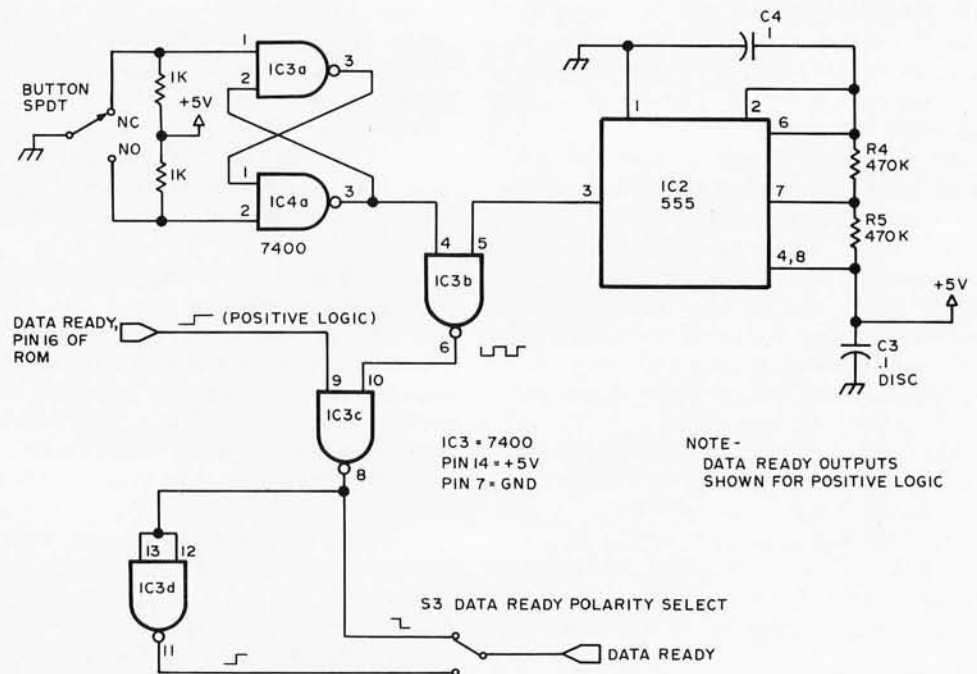 BUTTON
SPDT
NC
NO
1K
+5V
1K
1
2
IC3a
3
1
2
IC4a
3
7400
C4
.1
1
2
6
R4
470K
IC2
555
3
7
R5
470K
4,8
+5V
C3
.1
DISC
4
5
IC3b
6
DATA READY,
PIN 16 OF
ROM
(POSITIVE LOGIC)
9
10
IC3c
8
IC3 = 7400
PIN 14 = +5V
PIN 7 = GND
NOTE-
DATA READY OUTPUTS
SHOWN FOR POSITIVE LOGIC
13
12
IC3d
11
S3 DATA READY POLARITY SELECT
DATA READY